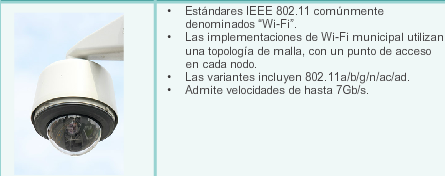 • Estándares IEEE 802.11 comúnmente
denominados “Wi-Fi”.
• Las implementaciones de Wi-Fi municipal utilizan
una topología de malla, con un punto de acceso
en cada nodo.
• Las variantes incluyen 802.11a/b/g/n/ac/ad.
• Admite velocidades de hasta 7Gb/s.